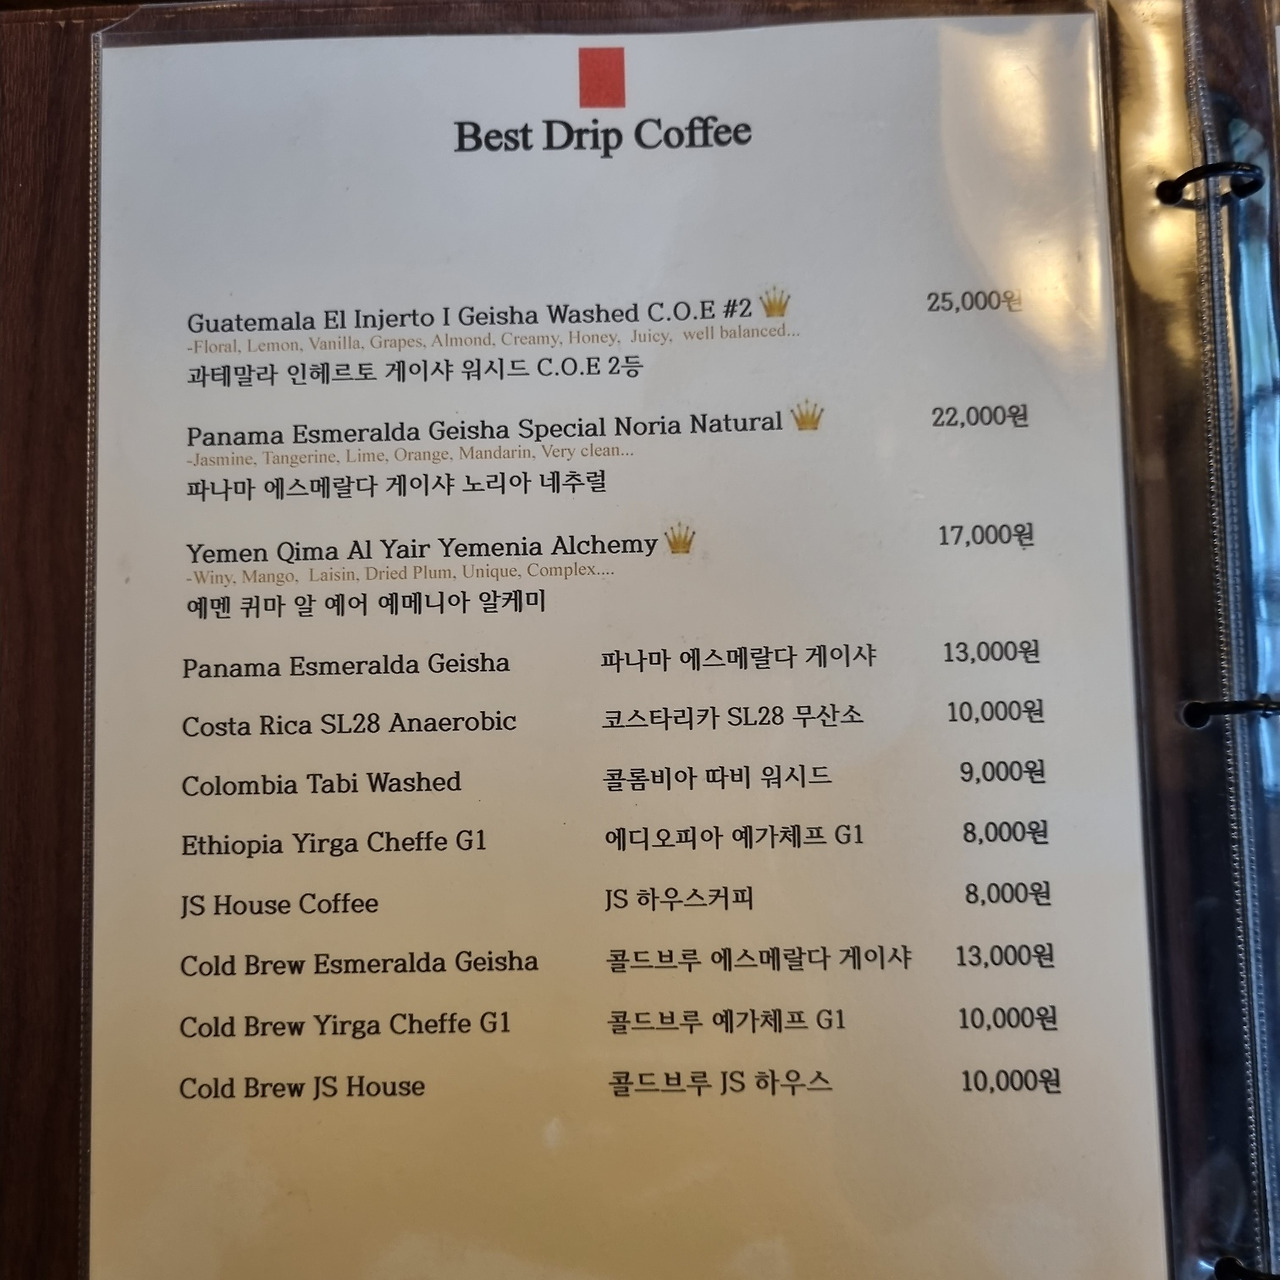 Best Drip Coffee
Guatemala El Injerto I Geisha Washed C.O.E #2 25,000원
-Floral, Lemon, Vanilla, Grapes, Almond, Creamy, Honey, Juicy, well balanced...
과테말라 인헤르토 게이샤 워시드 C.O.E 2등
Panama Esmeralda Geisha Special Noria Natural 22,000원
-Jasmine, Tangerine, Lime, Orange, Mandarin, Very clean...
파나마 에스메랄다 게이샤 노리아 네추럴
Yemen Qima Al Yair Yemenia Alchemy 17,000원
-Winy, Mango, Laisin, Dried Plum, Unique, Complex....
예멘 퀴마 알 예어 예메니아 알케미
Panama Esmeralda Geisha 파나마 에스메랄다 게이샤 13,000원
Costa Rica SL28 Anaerobic 코스타리카 SL28 무산소 10,000원
Colombia Tabi Washed 콜롬비아 따비 워시드 9,000원
Ethiopia Yirga Cheffe G1 에디오피아 예가체프 G1 8,000원
JS House Coffee JS 하우스커피 8,000원
Cold Brew Esmeralda Geisha 콜드브루 에스메랄다 게이샤 13,000원
Cold Brew Yirga Cheffe G1 콜드브루 예가체프 G1 10,000원
Cold Brew JS House 콜드브루 JS 하우스 10,000원